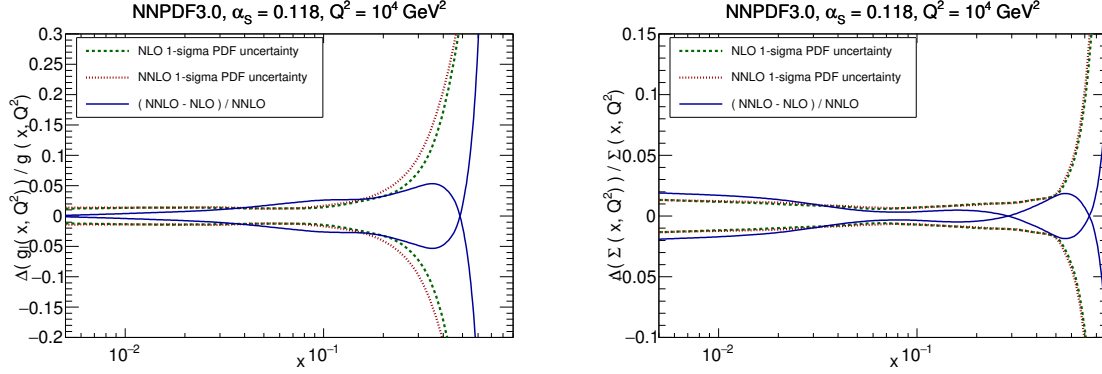 NNPDF3.0, αS = 0.118, Q² = 10⁴ GeV²
0.3
0.25
0.2
0.15
0.1
0.05
0
−0.05
−0.1
−0.15
−0.2
Δ( g( x, Q²) ) / g ( x, Q²)
NLO 1-sigma PDF uncertainty
NNLO 1-sigma PDF uncertainty
( NNLO - NLO ) / NNLO
10⁻²
10⁻¹
x
NNPDF3.0, αS = 0.118, Q² = 10⁴ GeV²
0.15
0.1
0.05
0
−0.05
−0.1
Δ( Σ ( x, Q²) ) / Σ ( x, Q²)
NLO 1-sigma PDF uncertainty
NNLO 1-sigma PDF uncertainty
( NNLO - NLO ) / NNLO
10⁻²
10⁻¹
x